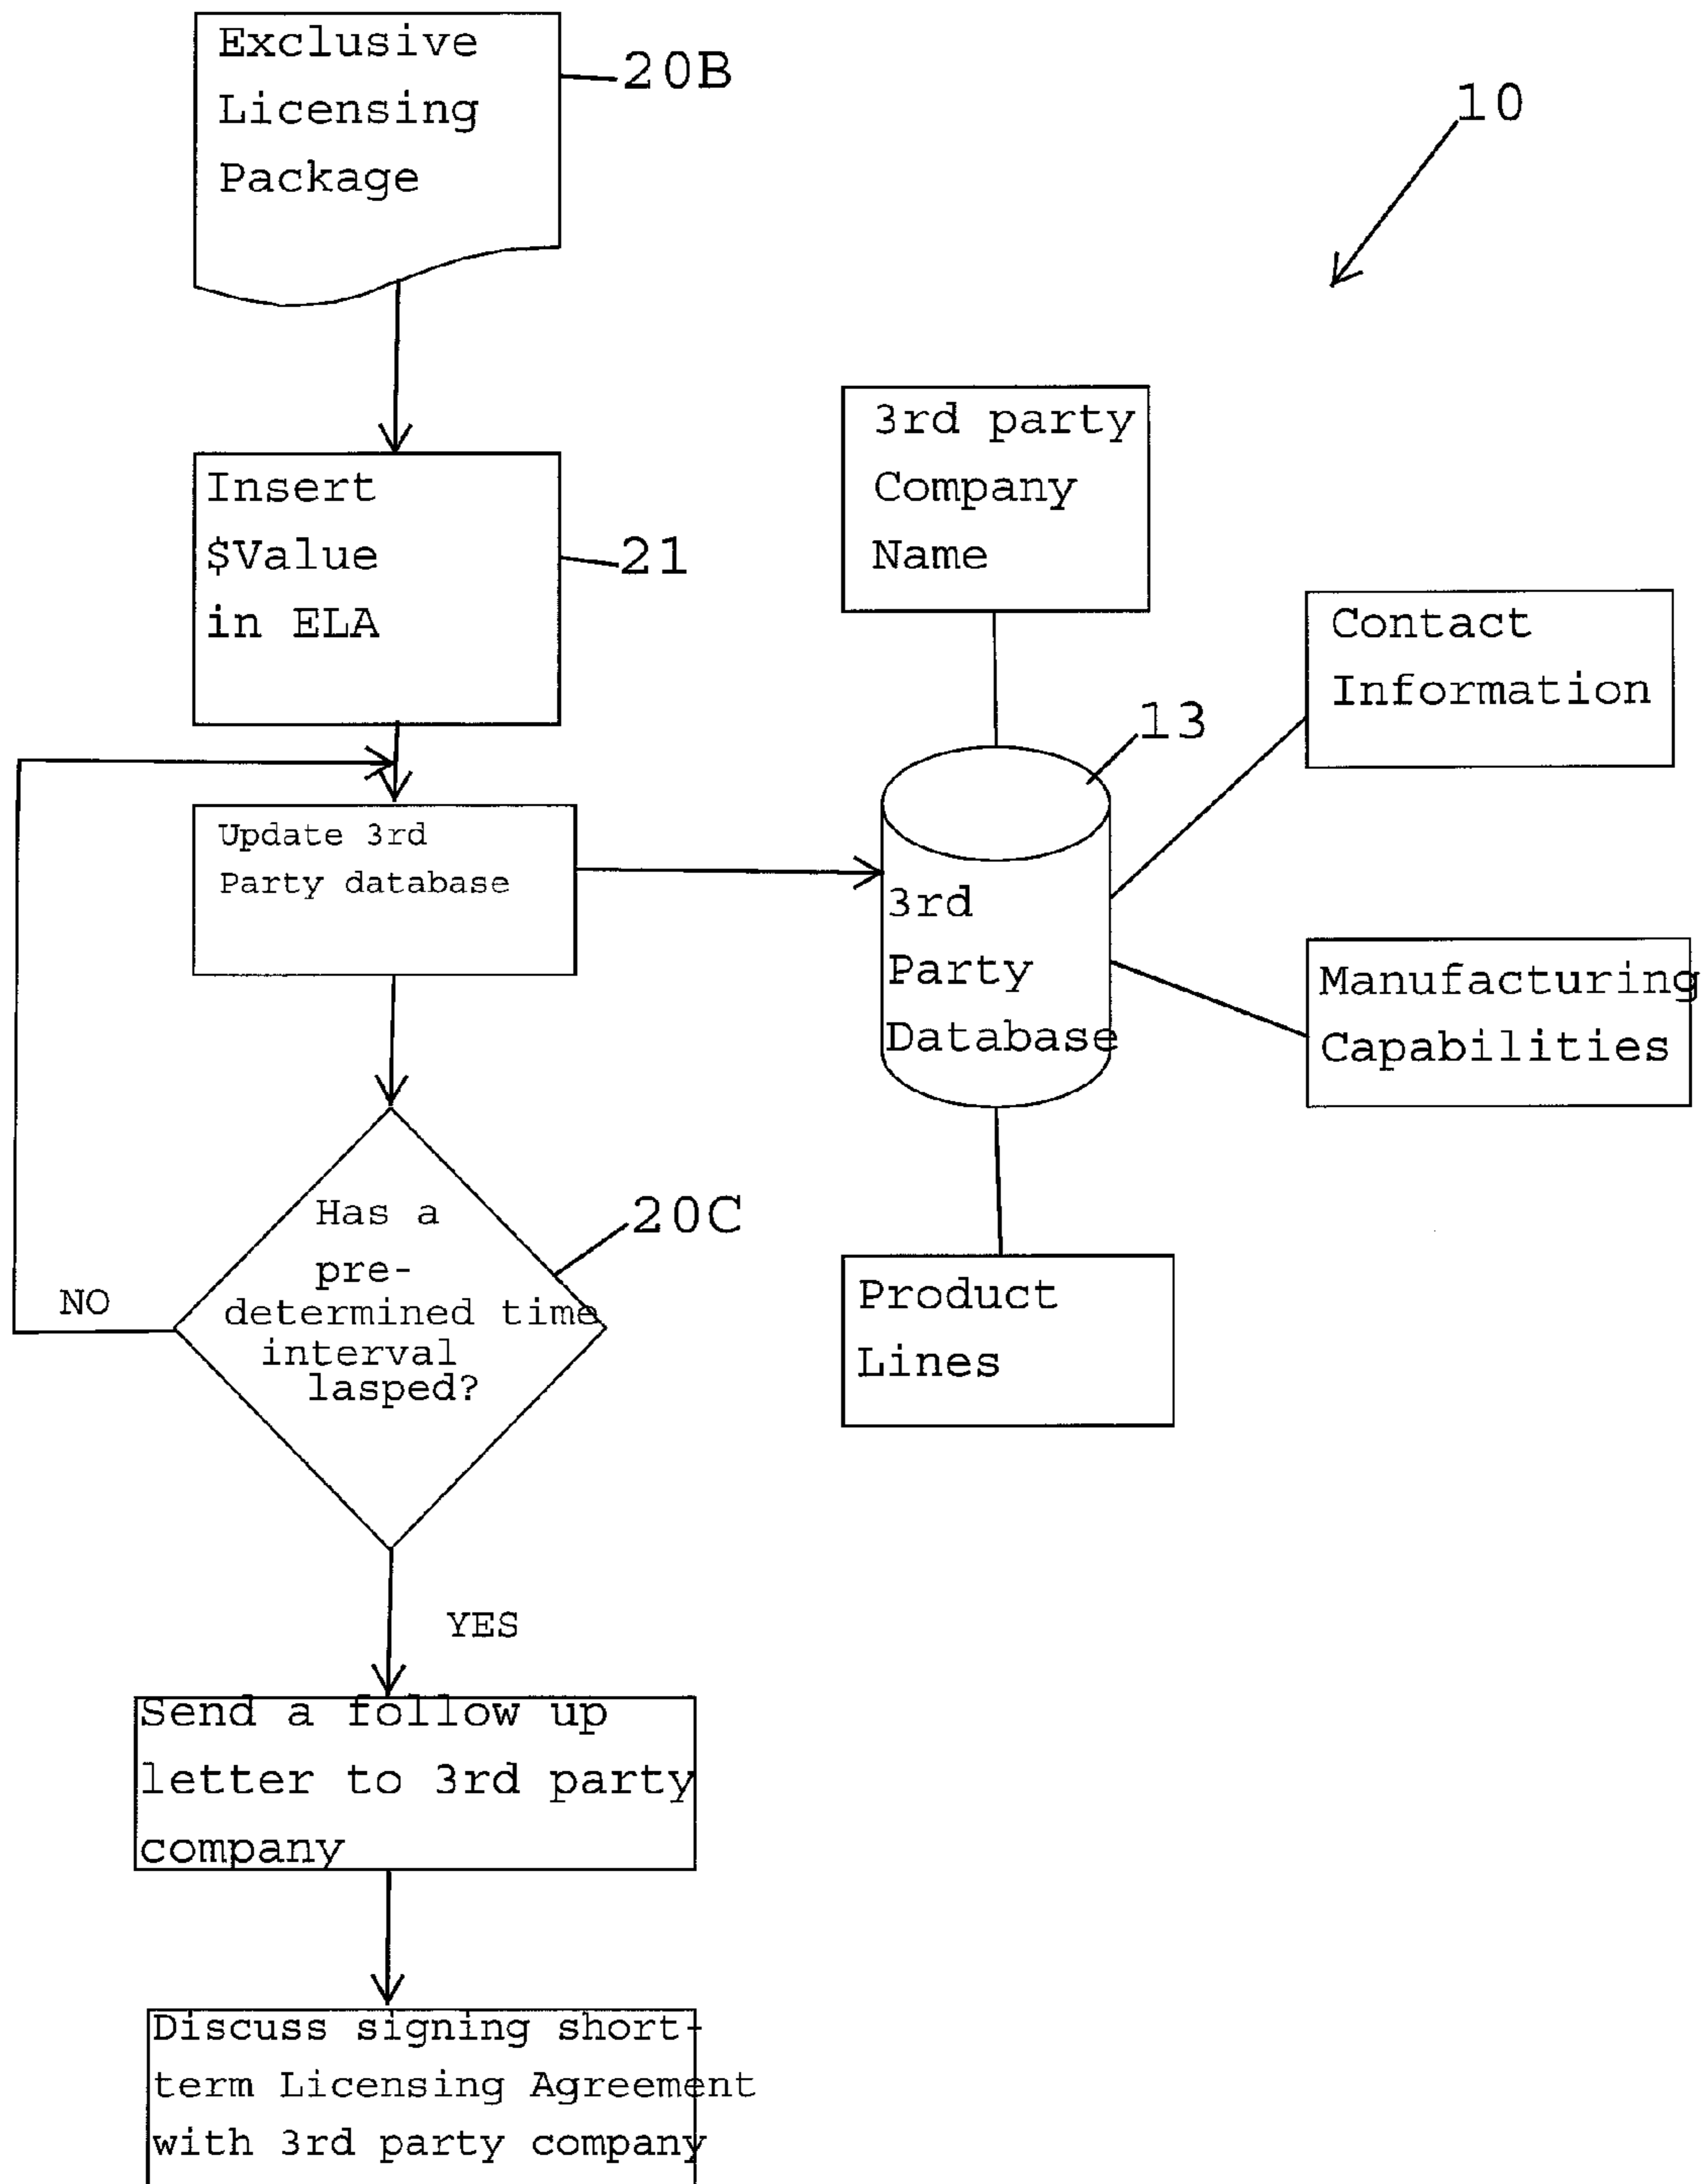 Exclusive
Licensing
Package
20B
10
Insert
$Value
in ELA
21
3rd party
Company
Name
Contact
Information
13
Update 3rd
Party database
3rd
Party
Database
Manufacturing
Capabilities
Has a
pre-
determined time
interval
lasped?
20C
NO
Product
Lines
YES
Send a follow up
letter to 3rd party
company
Discuss signing short-
term Licensing Agreement
with 3rd party company